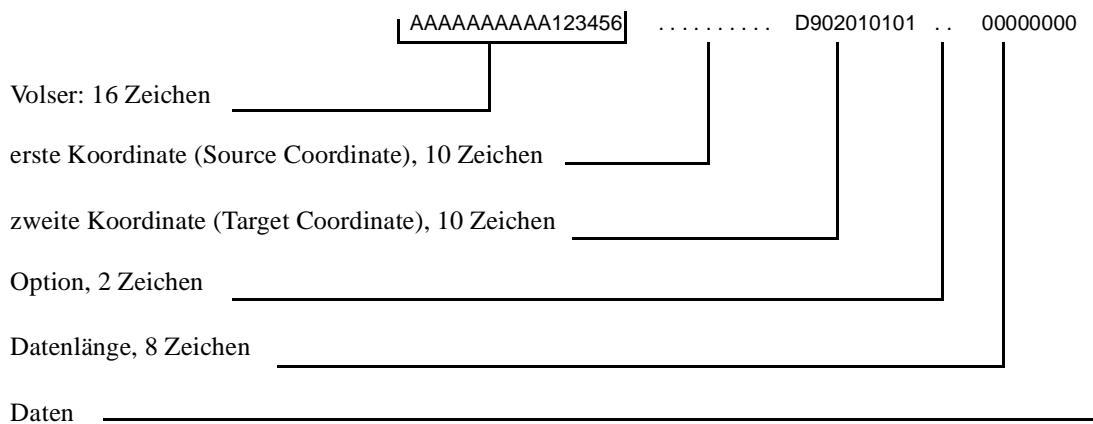 AAAAAAAAAA123456 . . . . . . . . . . D902010101 . . 00000000
Volser: 16 Zeichen
erste Koordinate (Source Coordinate), 10 Zeichen
zweite Koordinate (Target Coordinate), 10 Zeichen
Option, 2 Zeichen
Datenlänge, 8 Zeichen
Daten